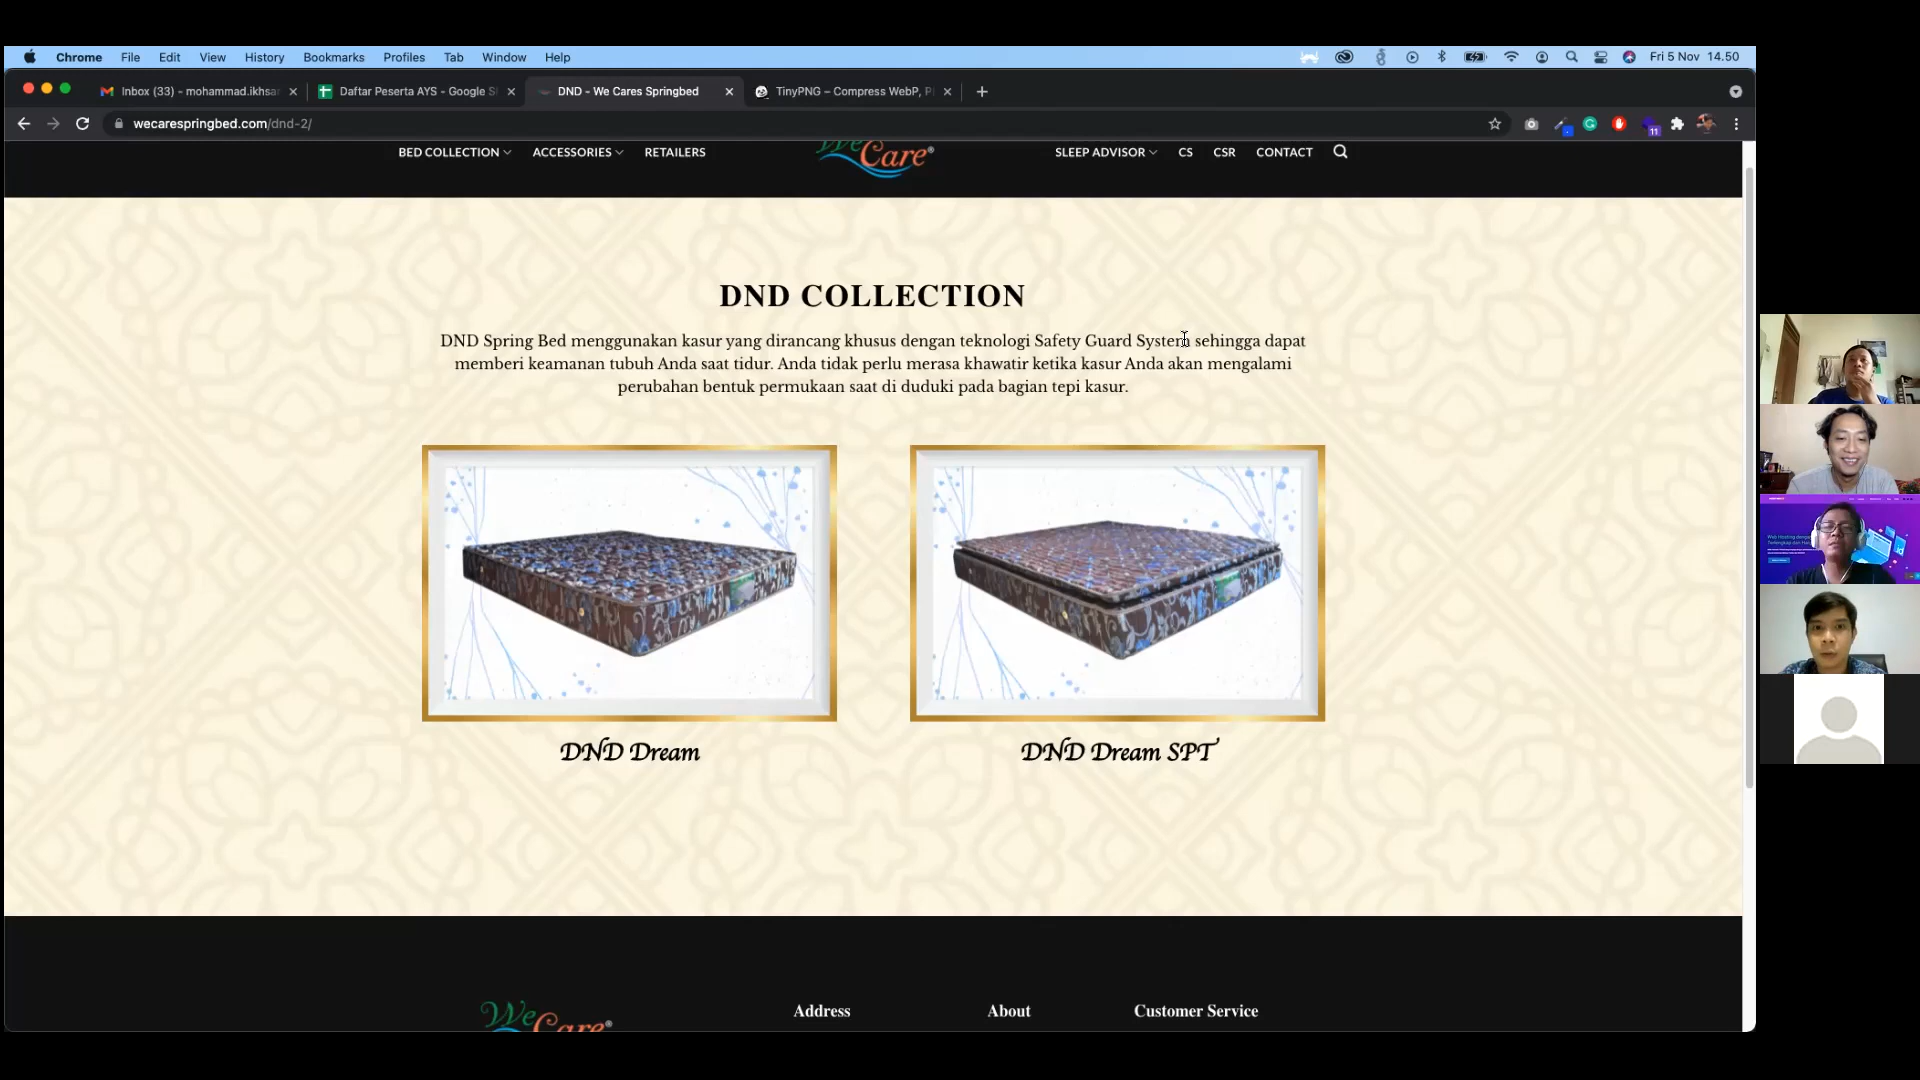 Chrome File Edit View History Bookmarks Profiles Tab Window Help Fri 5 Nov 14.50
Inbox (33) - mohammad.ikhsa Daftar Peserta AYS - Google S DND - We Cares Springbed TinyPNG – Compress WebP, P
wecarespringbed.com/dnd-2/
11
BED COLLECTION ACCESSORIES RETAILERS WeCare® SLEEP ADVISOR CS CSR CONTACT
DND COLLECTION
DND Spring Bed menggunakan kasur yang dirancang khusus dengan teknologi Safety Guard System sehingga dapat
memberi keamanan tubuh Anda saat tidur. Anda tidak perlu merasa khawatir ketika kasur Anda akan mengalami
perubahan bentuk permukaan saat di duduki pada bagian tepi kasur.
DND Dream DND Dream SPT
WeCare® Address About Customer Service